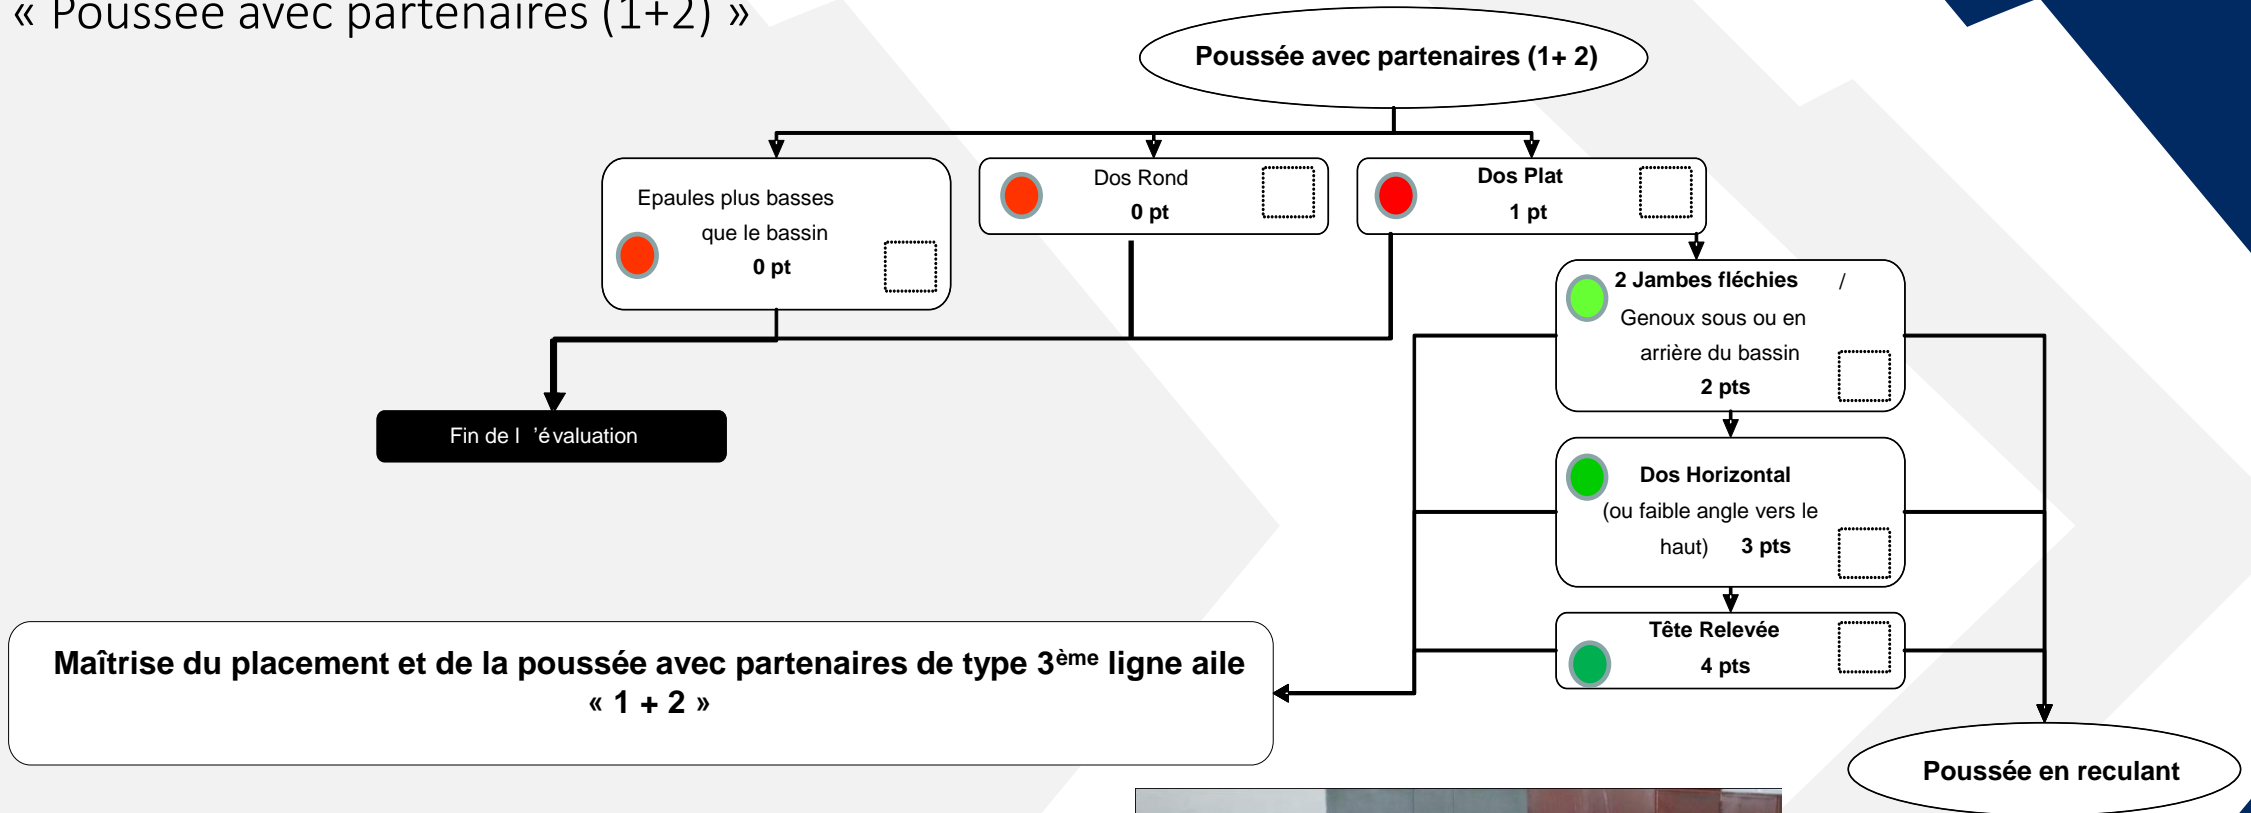 « Poussée avec partenaires (1+2) »
Poussée avec partenaires (1+ 2)
Epaules plus basses
que le bassin
0 pt
Dos Rond
0 pt
Dos Plat
1 pt
2 Jambes fléchies /
Genoux sous ou en
arrière du bassin
2 pts
Fin de l ’évaluation
Dos Horizontal
(ou faible angle vers le
haut) 3 pts
Tête Relevée
4 pts
Maîtrise du placement et de la poussée avec partenaires de type 3ème ligne aile
« 1 + 2 »
Poussée en reculant